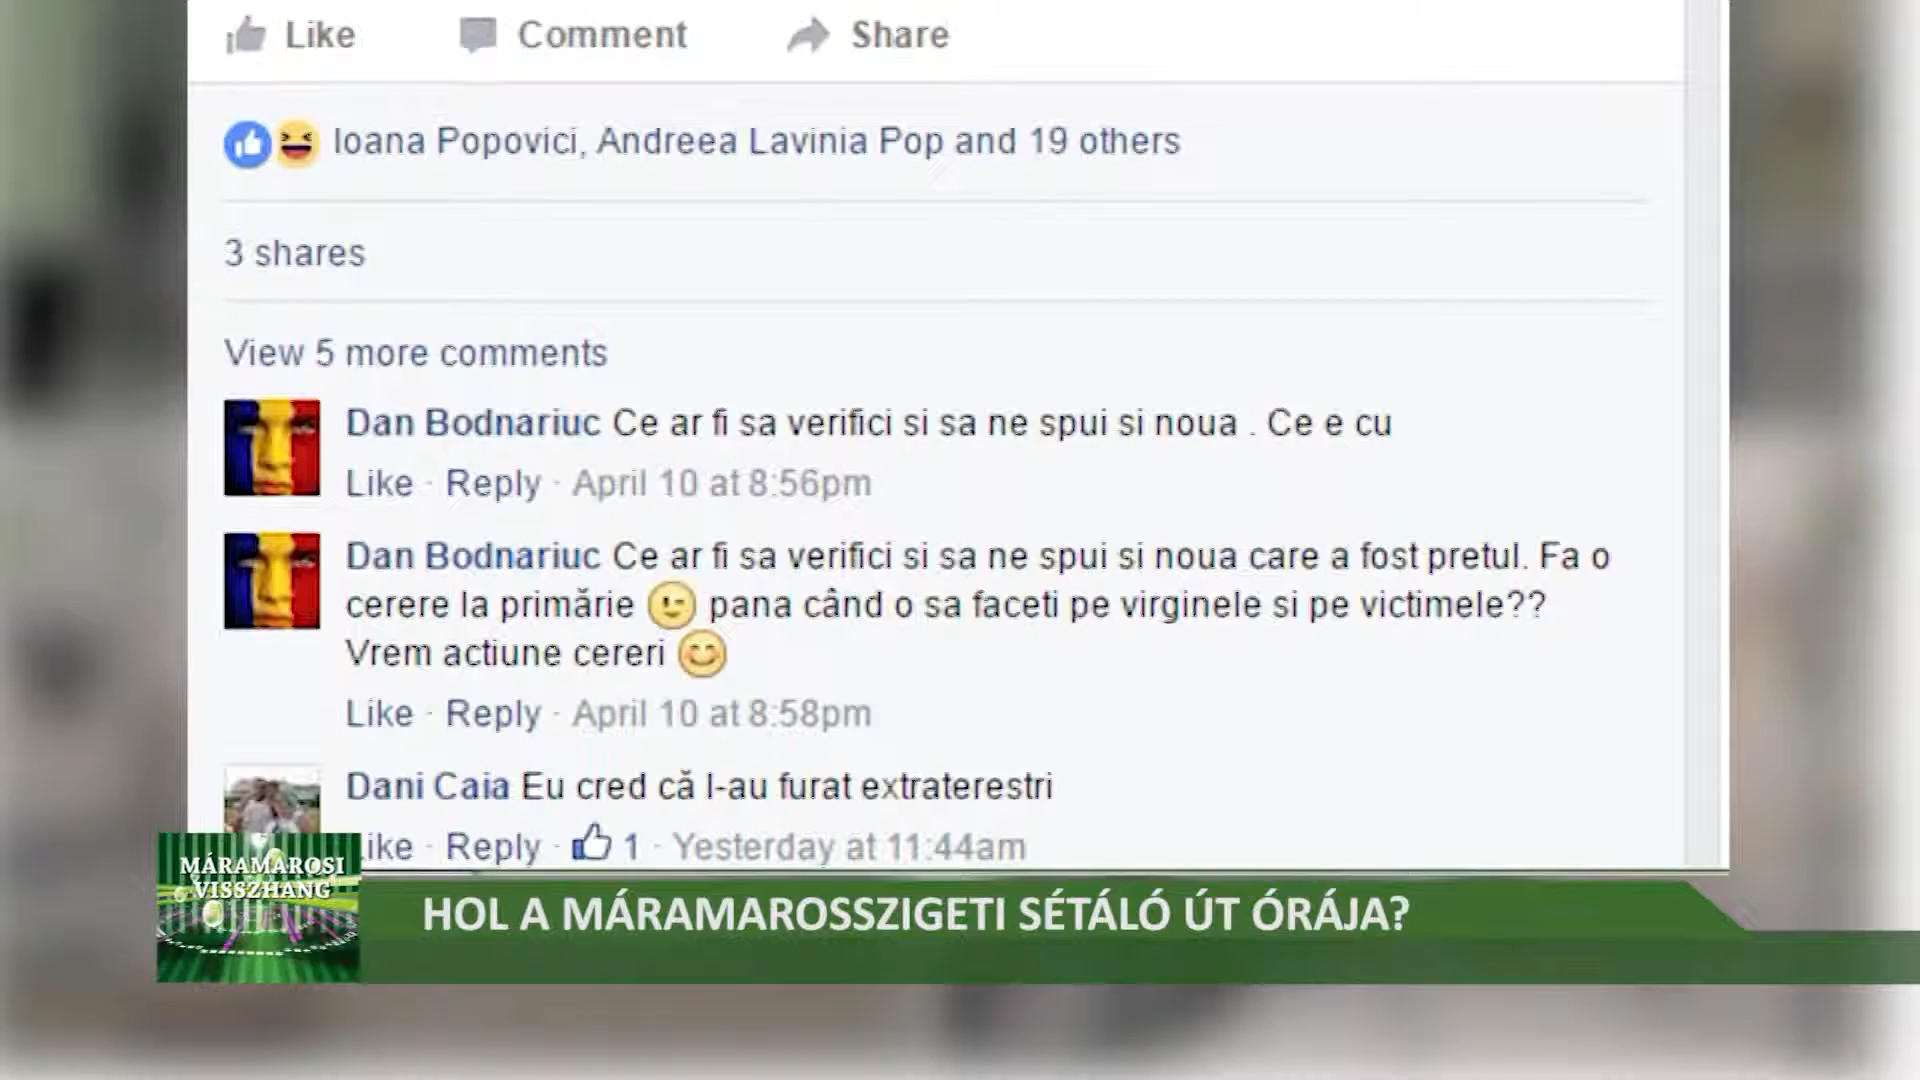 Like Comment Share
Ioana Popovici, Andreea Lavinia Pop and 19 others
3 shares
View 5 more comments
Dan Bodnariuc Ce ar fi sa verifici si sa ne spui si noua . Ce e cu
Like · Reply · April 10 at 8:56pm
Dan Bodnariuc Ce ar fi sa verifici si sa ne spui si noua care a fost pretul. Fa o
cerere la primărie 😉 pana când o sa faceti pe virginele si pe victimele??
Vrem actiune cereri 😊
Like · Reply · April 10 at 8:58pm
Dani Caia Eu cred că l-au furat extraterestri
ike · Reply · 1 · Yesterday at 11:44am
MÁRAMAROSI
VISSZHANG
HOL A MÁRAMAROSSZIGETI SÉTÁLÓ ÚT ÓRÁJA?